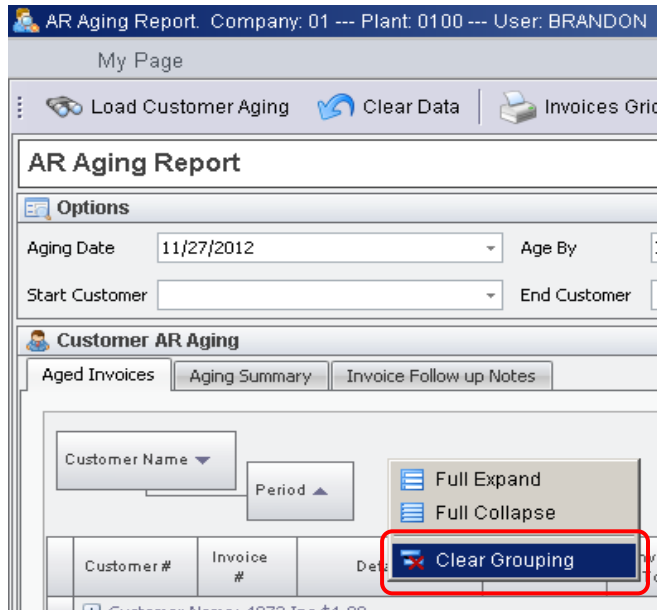 AR Aging Report. Company: 01 --- Plant: 0100 --- User: BRANDON
My Page
Load Customer Aging Clear Data Invoices Gri
AR Aging Report
Options
Aging Date 11/27/2012 Age By
Start Customer End Customer
Customer AR Aging
Aged Invoices Aging Summary Invoice Follow up Notes
Customer Name
Period
Full Expand
Full Collapse
Clear Grouping
Customer # Invoice # Deta